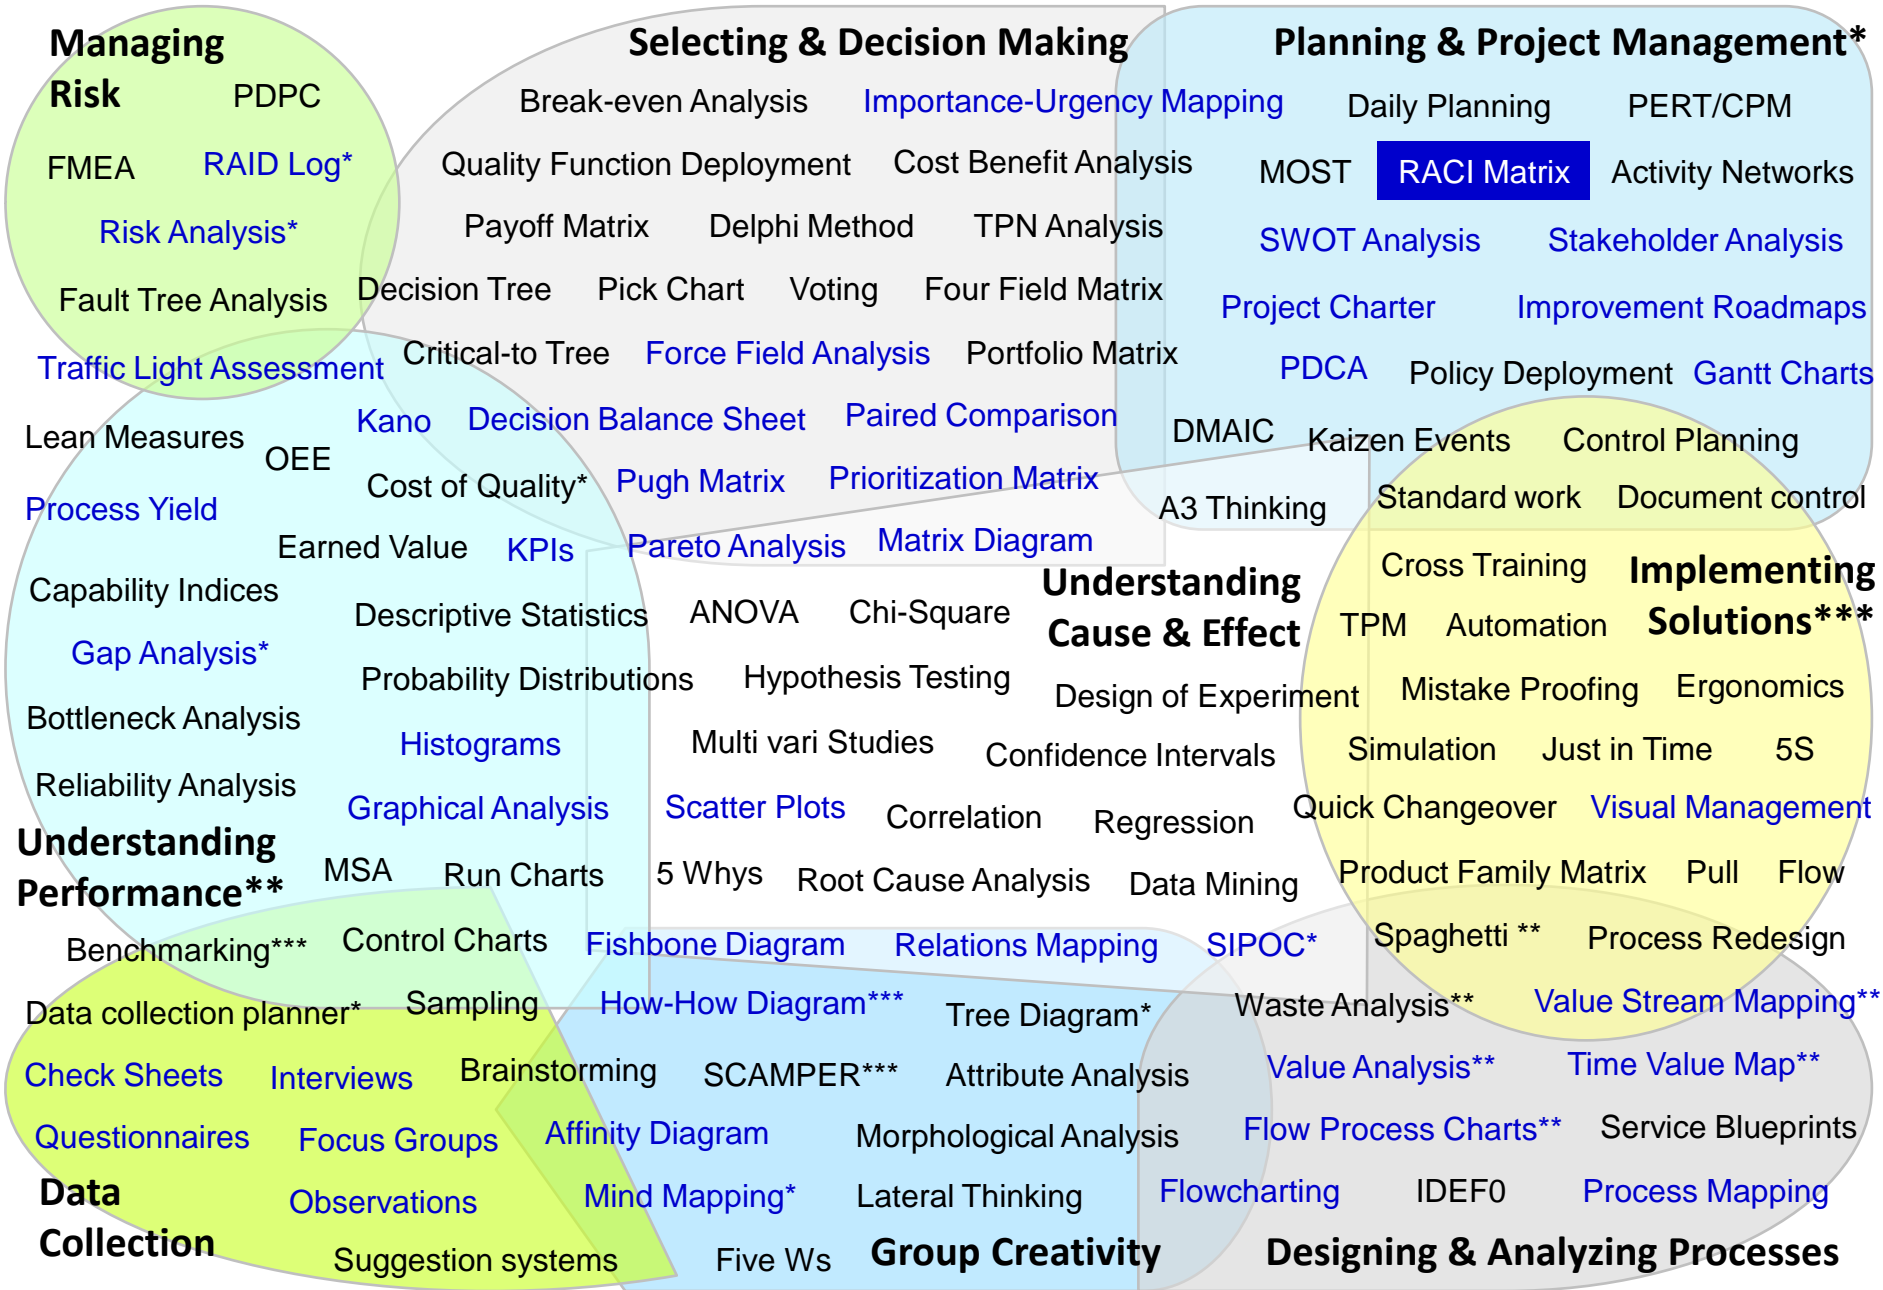 Managing
Risk
Selecting & Decision Making
Planning & Project Management*
PDPC
Break-even Analysis
Importance-Urgency Mapping
Daily Planning
PERT/CPM
FMEA
RAID Log*
Quality Function Deployment
Cost Benefit Analysis
MOST
RACI Matrix
Activity Networks
Risk Analysis*
Payoff Matrix
Delphi Method
TPN Analysis
SWOT Analysis
Stakeholder Analysis
Fault Tree Analysis
Decision Tree
Pick Chart
Voting
Four Field Matrix
Project Charter
Improvement Roadmaps
Traffic Light Assessment
Critical-to Tree
Force Field Analysis
Portfolio Matrix
PDCA
Policy Deployment
Gantt Charts
Lean Measures
OEE
Kano
Decision Balance Sheet
Paired Comparison
DMAIC
Kaizen Events
Control Planning
Process Yield
Cost of Quality*
Pugh Matrix
Prioritization Matrix
A3 Thinking
Standard work
Document control
Earned Value
KPIs
Pareto Analysis
Matrix Diagram
Understanding
Cause & Effect
Cross Training
Implementing
Solutions***
Capability Indices
Descriptive Statistics
ANOVA
Chi-Square
TPM
Automation
Gap Analysis*
Probability Distributions
Hypothesis Testing
Design of Experiment
Mistake Proofing
Ergonomics
Bottleneck Analysis
Histograms
Multi vari Studies
Confidence Intervals
Simulation
Just in Time
5S
Reliability Analysis
Graphical Analysis
Scatter Plots
Correlation
Regression
Quick Changeover
Visual Management
Understanding
Performance**
MSA
Run Charts
5 Whys
Root Cause Analysis
Data Mining
Product Family Matrix
Pull
Flow
Benchmarking***
Control Charts
Fishbone Diagram
Relations Mapping
SIPOC*
Spaghetti **
Process Redesign
Data collection planner*
Sampling
How-How Diagram***
Tree Diagram*
Waste Analysis**
Value Stream Mapping**
Check Sheets
Interviews
Brainstorming
SCAMPER***
Attribute Analysis
Value Analysis**
Time Value Map**
Questionnaires
Focus Groups
Affinity Diagram
Morphological Analysis
Flow Process Charts**
Service Blueprints
Data
Collection
Observations
Mind Mapping*
Lateral Thinking
Flowcharting
IDEF0
Process Mapping
Suggestion systems
Five Ws
Group Creativity
Designing & Analyzing Processes